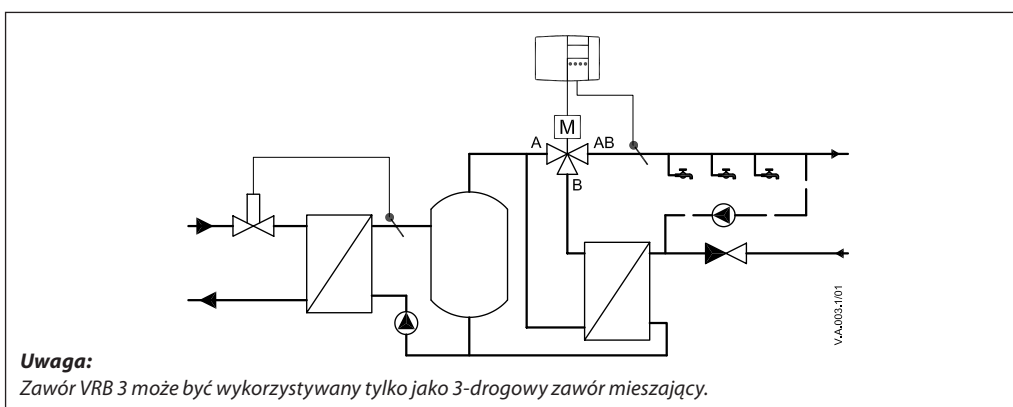 M
A
AB
B
V.A.003.1/01
Uwaga:
Zawór VRB 3 może być wykorzystywany tylko jako 3-drogowy zawór mieszający.